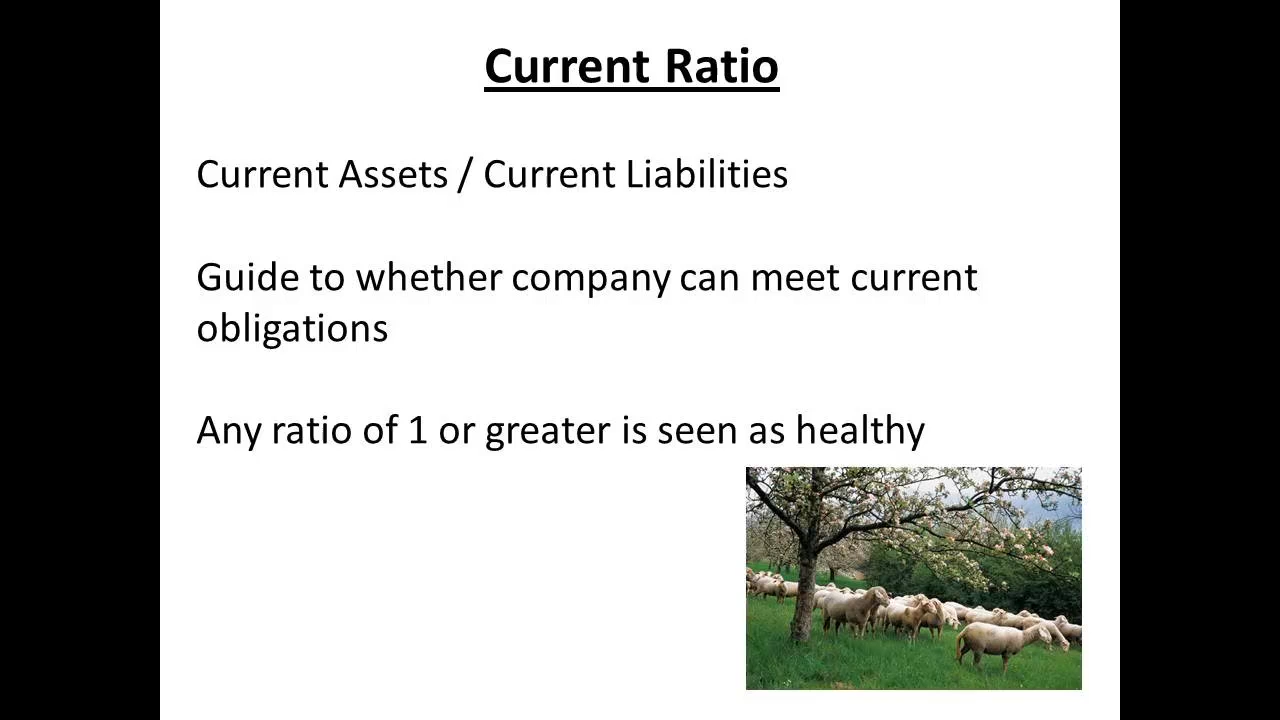 Current Ratio
Current Assets / Current Liabilities
Guide to whether company can meet current
obligations
Any ratio of 1 or greater is seen as healthy